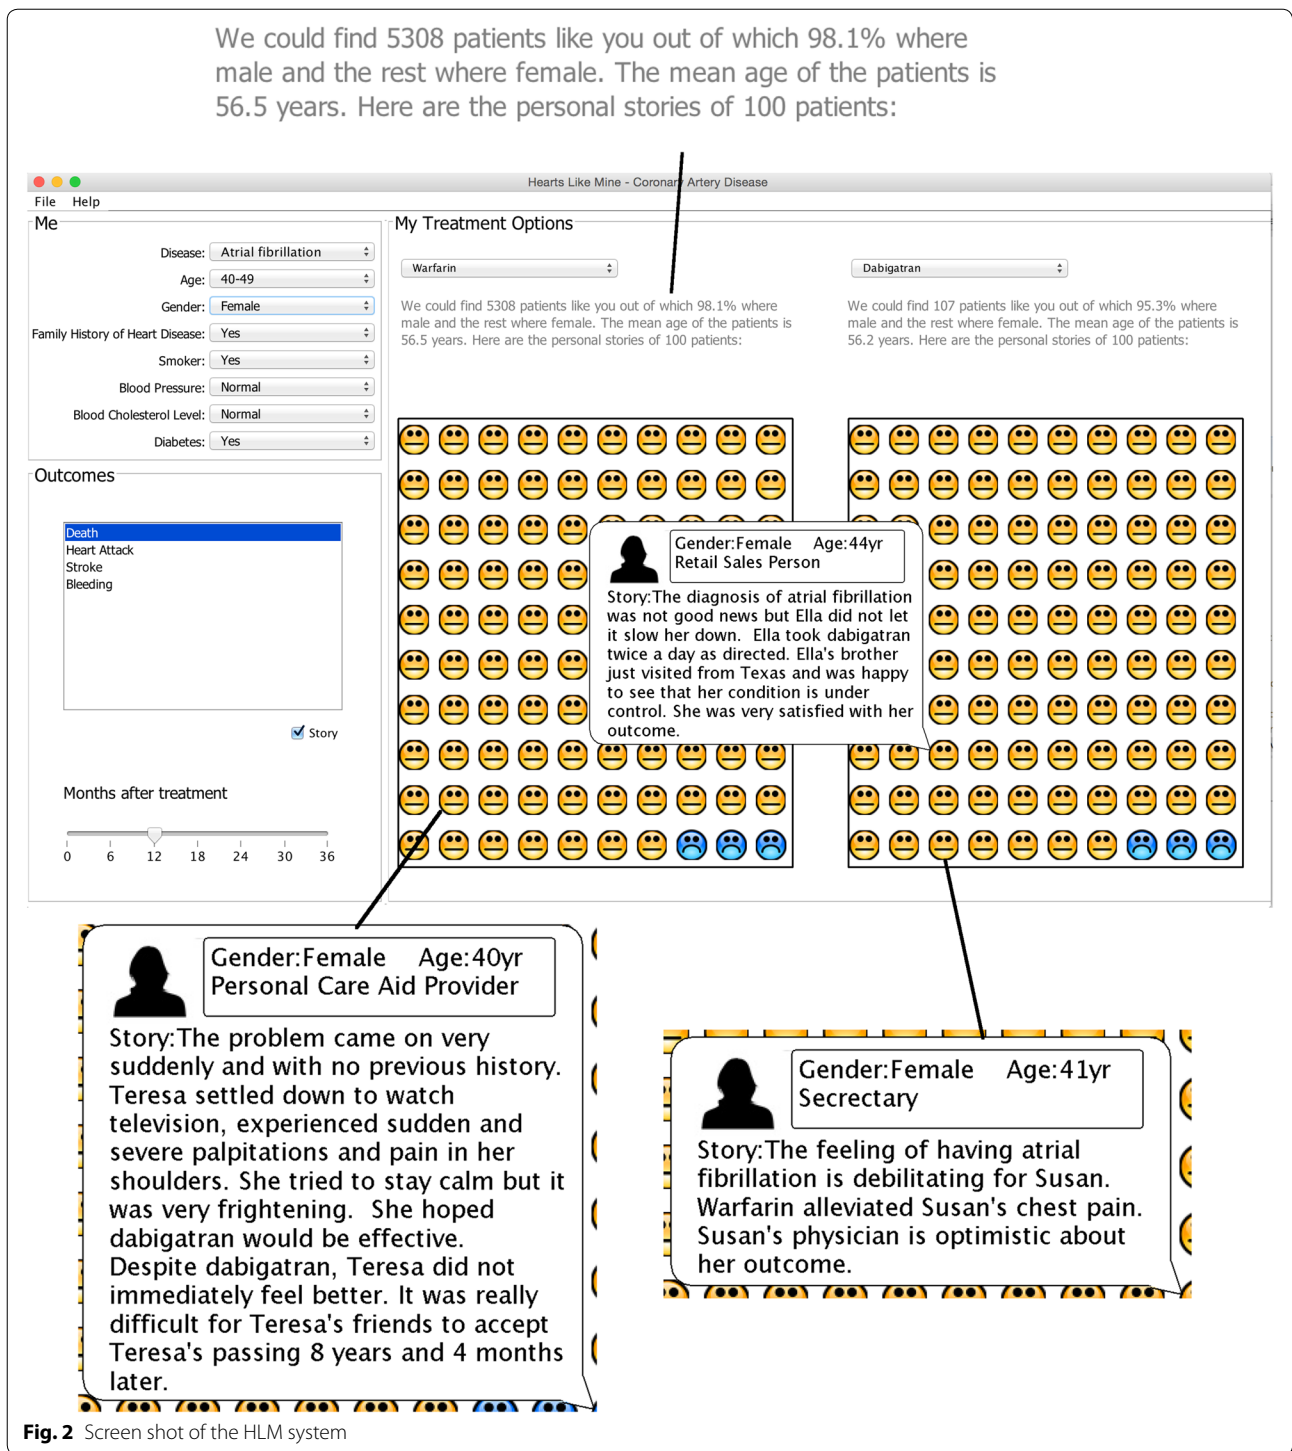 We could find 5308 patients like you out of which 98.1% where
male and the rest where female. The mean age of the patients is
56.5 years. Here are the personal stories of 100 patients:
Hearts Like Mine - Coronary Artery Disease
File Help
Me
Disease: Atrial fibrillation
Age: 40-49
Gender: Female
Family History of Heart Disease: Yes
Smoker: Yes
Blood Pressure: Normal
Blood Cholesterol Level: Normal
Diabetes: Yes
Outcomes
Death
Heart Attack
Stroke
Bleeding
Story
Months after treatment
0 6 12 18 24 30 36
My Treatment Options
Warfarin
We could find 5308 patients like you out of which 98.1% where
male and the rest where female. The mean age of the patients is
56.5 years. Here are the personal stories of 100 patients:
Dabigatran
We could find 107 patients like you out of which 95.3% where
male and the rest where female. The mean age of the patients is
56.2 years. Here are the personal stories of 100 patients:
Gender:Female Age:44yr
Retail Sales Person
Story:The diagnosis of atrial fibrillation
was not good news but Ella did not let
it slow her down. Ella took dabigatran
twice a day as directed. Ella's brother
just visited from Texas and was happy
to see that her condition is under
control. She was very satisfied with her
outcome.
Gender:Female Age:40yr
Personal Care Aid Provider
Story:The problem came on very
suddenly and with no previous history.
Teresa settled down to watch
television, experienced sudden and
severe palpitations and pain in her
shoulders. She tried to stay calm but it
was very frightening. She hoped
dabigatran would be effective.
Despite dabigatran, Teresa did not
immediately feel better. It was really
difficult for Teresa's friends to accept
Teresa's passing 8 years and 4 months
later.
Gender:Female Age:41yr
Secrectary
Story:The feeling of having atrial
fibrillation is debilitating for Susan.
Warfarin alleviated Susan's chest pain.
Susan's physician is optimistic about
her outcome.
Fig. 2 Screen shot of the HLM system